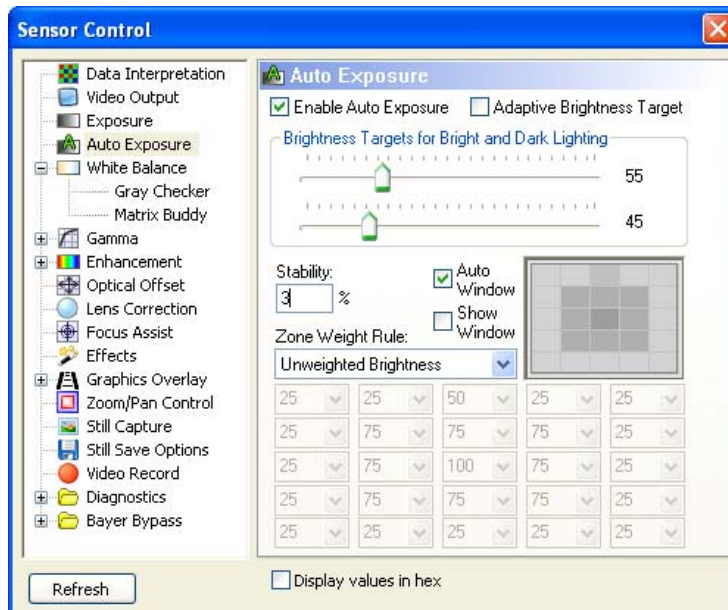 Sensor Control
Data Interpretation
Video Output
Exposure
Auto Exposure
White Balance
Gray Checker
Matrix Buddy
Gamma
Enhancement
Optical Offset
Lens Correction
Focus Assist
Effects
Graphics Overlay
Zoom/Pan Control
Still Capture
Still Save Options
Video Record
Diagnostics
Bayer Bypass
Refresh
Auto Exposure
Enable Auto Exposure Adaptive Brightness Target
Brightness Targets for Bright and Dark Lighting
55
45
Stability:
3 %
Auto
Window
Show
Window
Zone Weight Rule:
Unweighted Brightness
25 25 50 25 25
25 75 75 75 25
25 75 100 75 25
25 75 75 75 25
25 25 25 25 25
Display values in hex